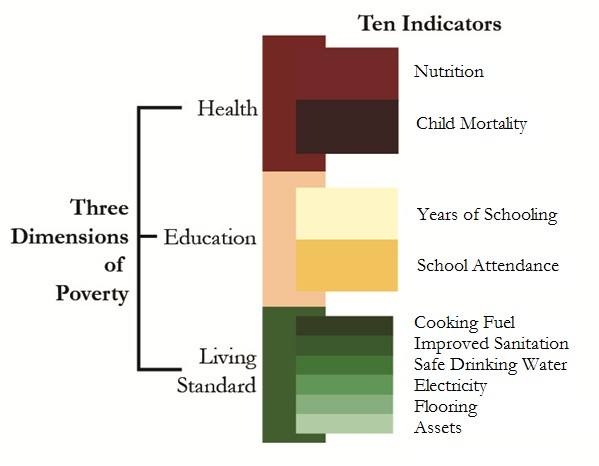 Ten Indicators
Three
Dimensions
of
Poverty
Health
Nutrition
Child Mortality
Education
Years of Schooling
School Attendance
Living
Standard
Cooking Fuel
Improved Sanitation
Safe Drinking Water
Electricity
Flooring
Assets